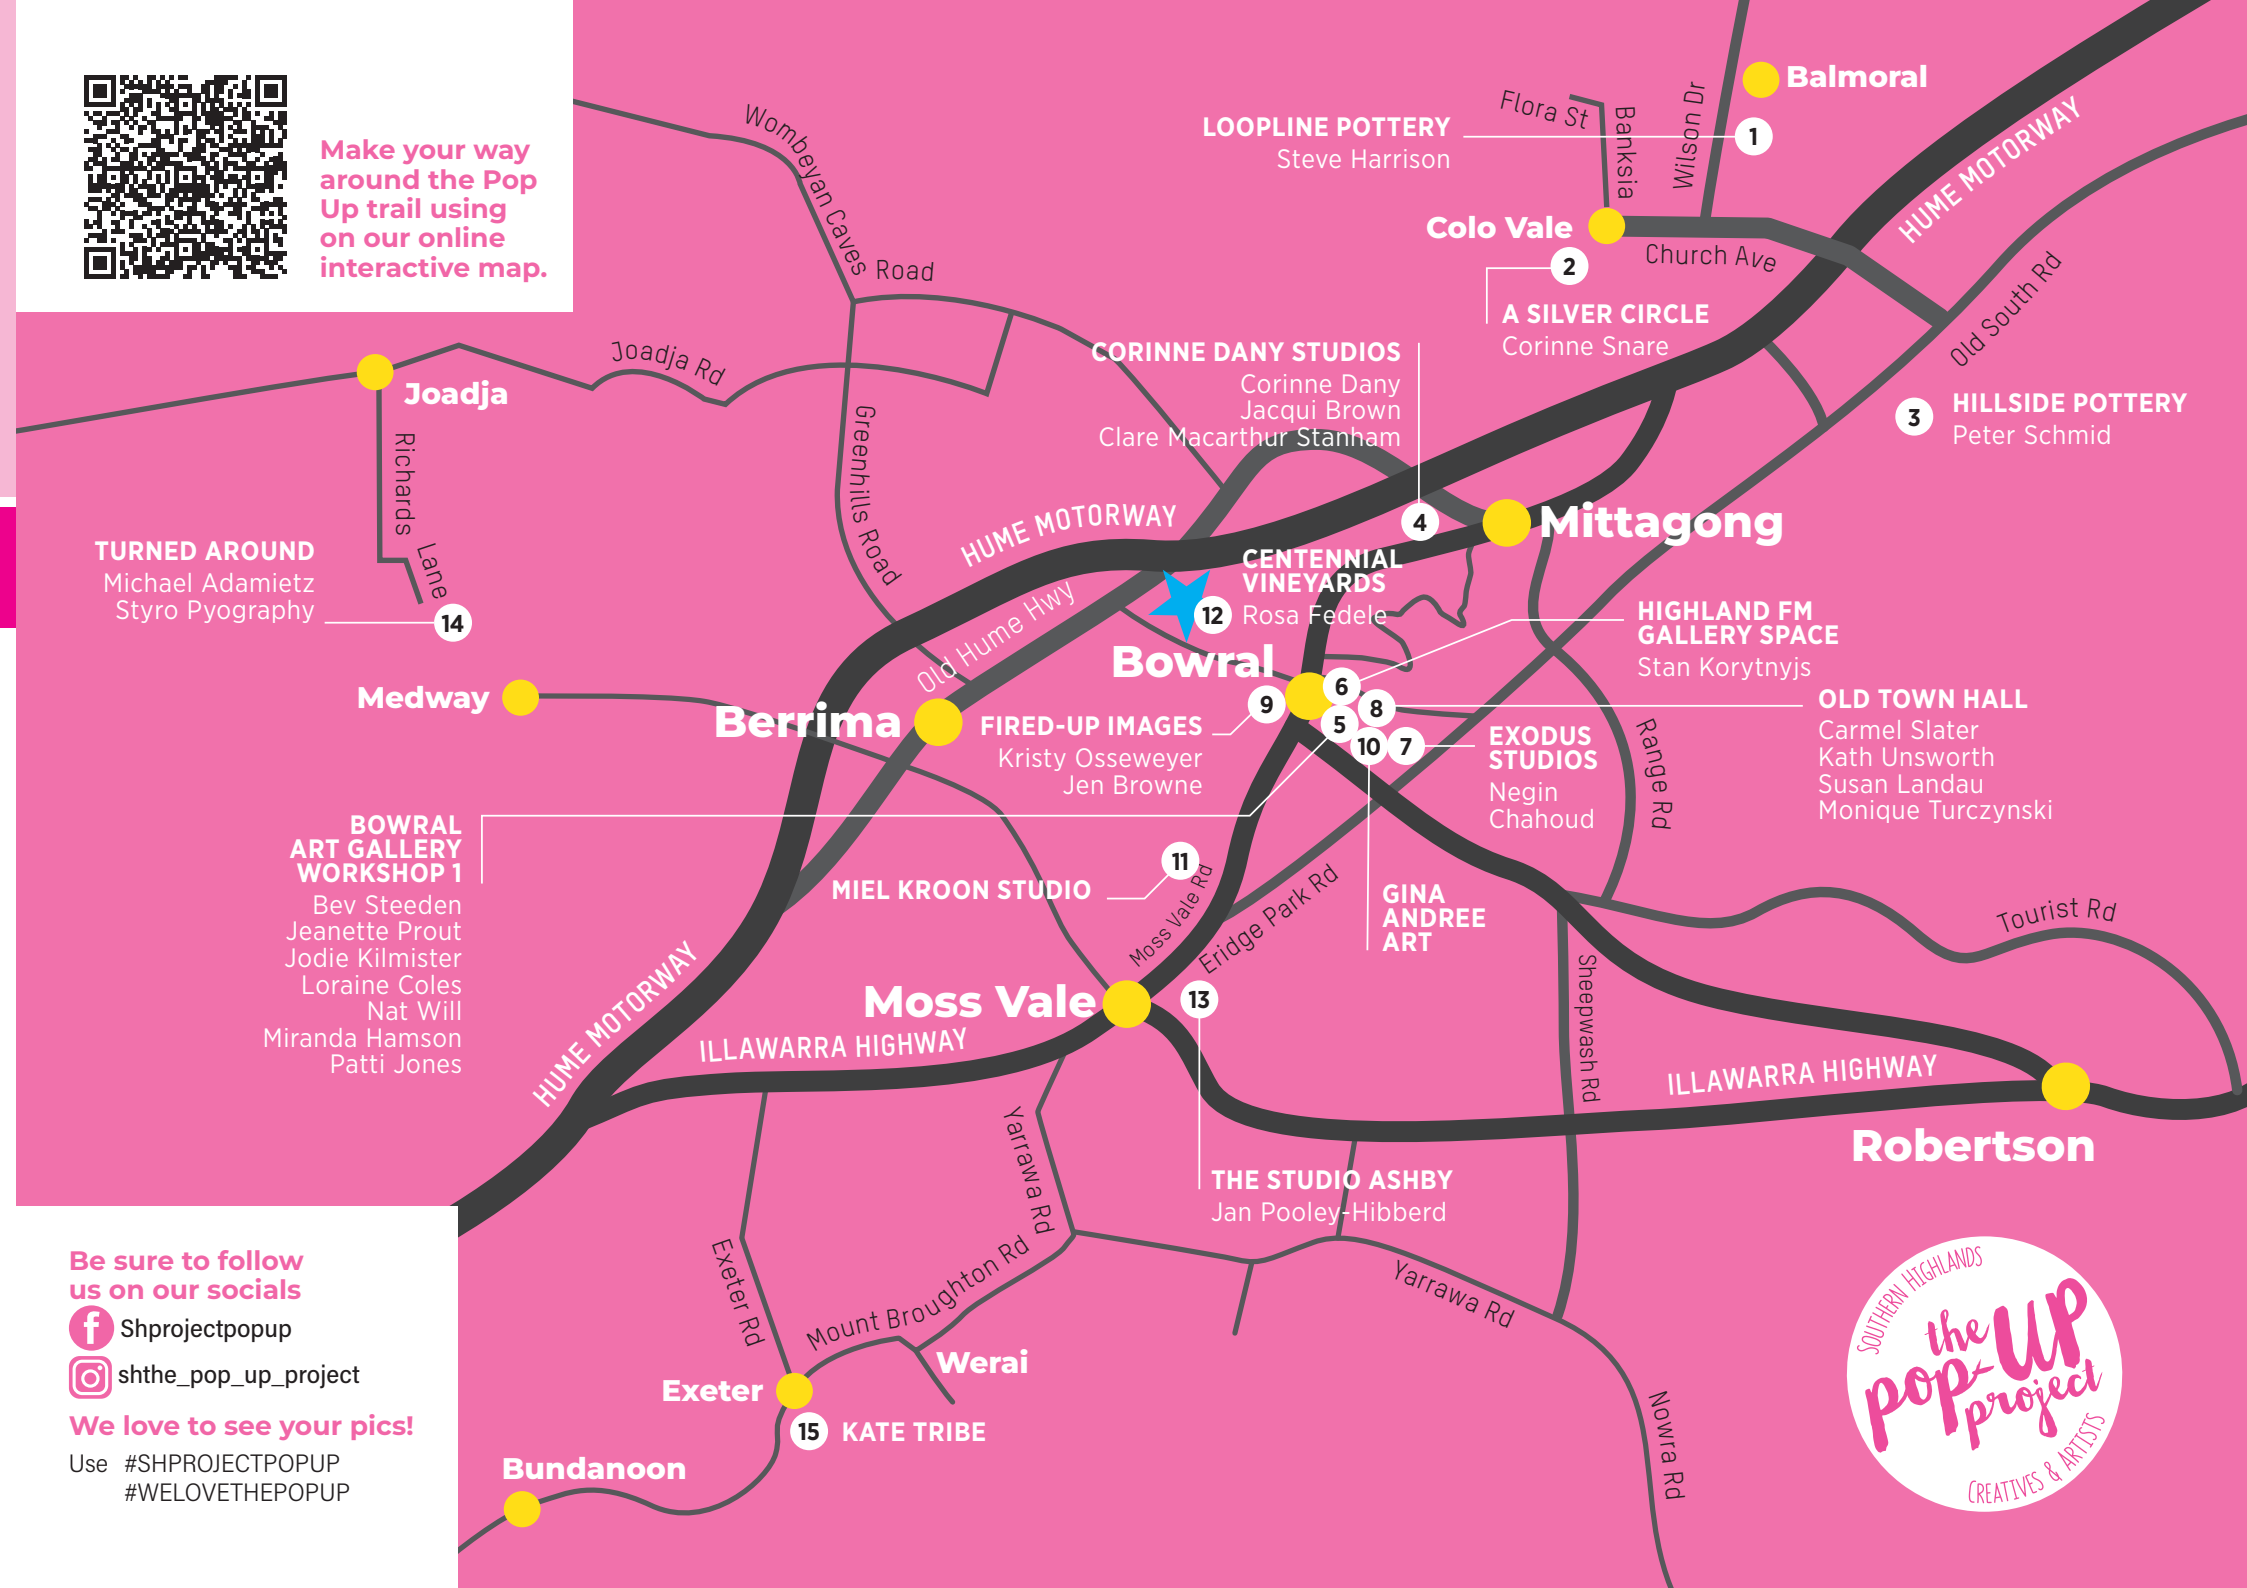 Make your way
around the Pop
Up trail using
on our online
interactive map.
Wombeyan Caves Road
Flora St
Banksia
Wilson Dr
Balmoral
LOOPLINE POTTERY
Steve Harrison
1
HUME MOTORWAY
Colo Vale
Church Ave
2
A SILVER CIRCLE
Corinne Snare
Old South Rd
CORINNE DANY STUDIOS
Corinne Dany
Jacqui Brown
Clare Macarthur Stanham
Joadja Rd
Joadja
Richards
Lane
Greenhills Road
3
HILLSIDE POTTERY
Peter Schmid
HUME MOTORWAY
4
Mittagong
TURNED AROUND
Michael Adamietz
Styro Pyography
14
CENTENNIAL
VINEYARDS
Rosa Fedele
12
Old Hume Hwy
HIGHLAND FM
GALLERY SPACE
Stan Korytnyjs
Bowral
Medway
Berrima
6
9
8
5
10
7
FIRED-UP IMAGES
Kristy Osseweyer
Jen Browne
EXODUS
STUDIOS
Negin
Chahoud
Range Rd
OLD TOWN HALL
Carmel Slater
Kath Unsworth
Susan Landau
Monique Turczynski
BOWRAL
ART GALLERY
WORKSHOP 1
Bev Steeden
Jeanette Prout
Jodie Kilmister
Loraine Coles
Nat Will
Miranda Hamson
Patti Jones
11
MIEL KROON STUDIO
Moss Vale Rd
Eridge Park Rd
GINA
ANDREE
ART
Tourist Rd
HUME MOTORWAY
Moss Vale
13
Sheepwash Rd
ILLAWARRA HIGHWAY
ILLAWARRA HIGHWAY
Robertson
Yarrawa Rd
THE STUDIO ASHBY
Jan Pooley-Hibberd
Exeter Rd
Mount Broughton Rd
Yarrawa Rd
Werai
Exeter
15
KATE TRIBE
Bundanoon
Nowra Rd
Be sure to follow
us on our socials
Shprojectpopup
shthe_pop_up_project
We love to see your pics!
Use #SHPROJECTPOPUP
#WELOVETHEPOPUP
SOUTHERN HIGHLANDS
the
pop-UP
project
CREATIVES & ARTISTS